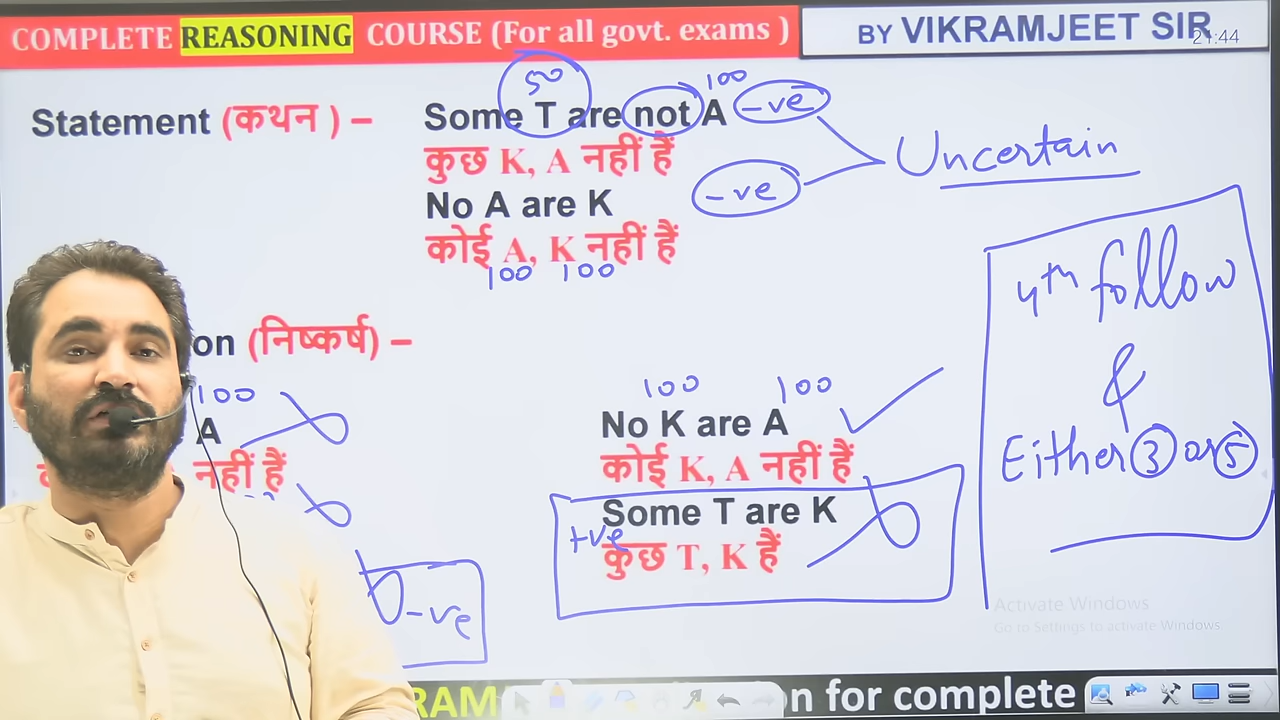 COMPLETE REASONING COURSE (For all govt. exams )
BY VIKRAMJEET SIR
21:44
50
100
Statement (कथन ) –
Some T are not A
-ve
कुछ K, A नहीं हैं
-ve
Uncertain
No A are K
कोई A, K नहीं हैं
100 100
on (निष्कर्ष) –
100
A
नहीं हैं
-ve
100 100
No K are A
कोई K, A नहीं हैं
Some T are K
+ve
कुछ T, K हैं
4th follow
&
Either 3 or 5
Activate Windows
Go to Settings to activate Windows.
RAM
on for complete